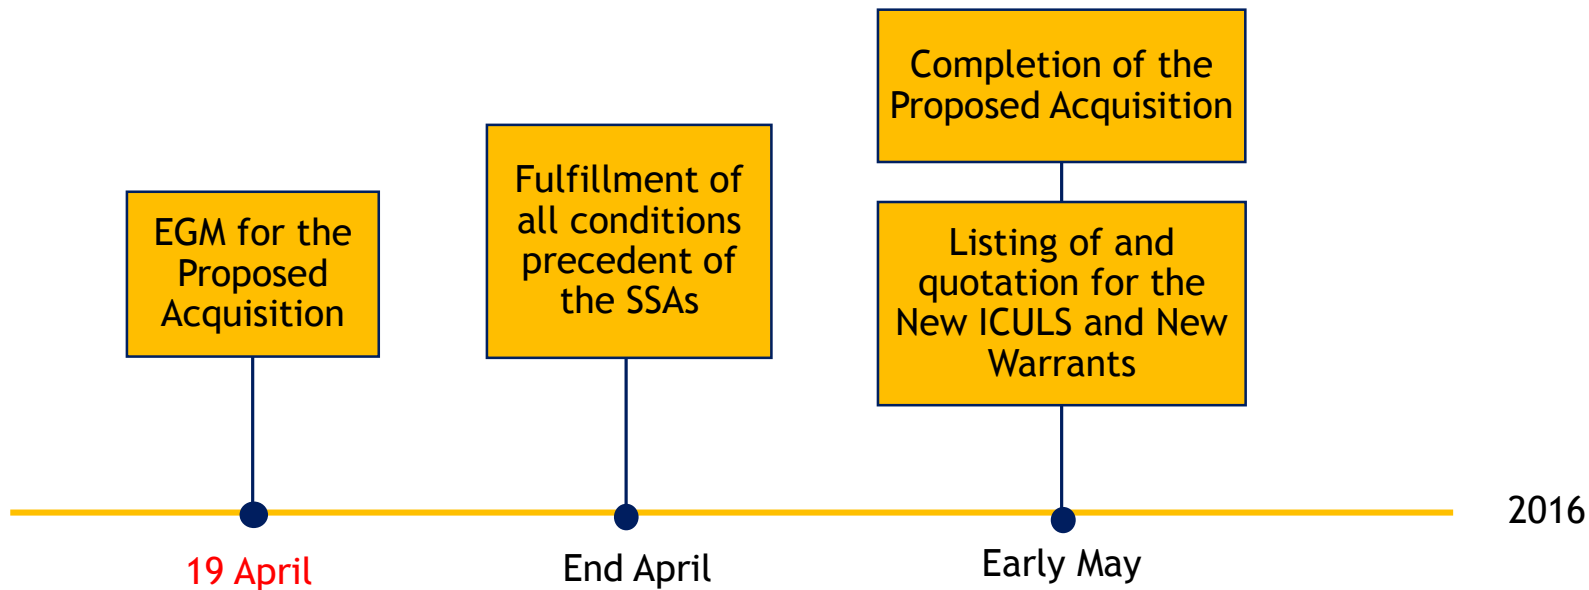 EGM for the
Proposed
Acquisition
Fulfillment of
all conditions
precedent of
the SSAs
Completion of the
Proposed Acquisition
Listing of and
quotation for the
New ICULS and New
Warrants
2016
19 April
End April
Early May